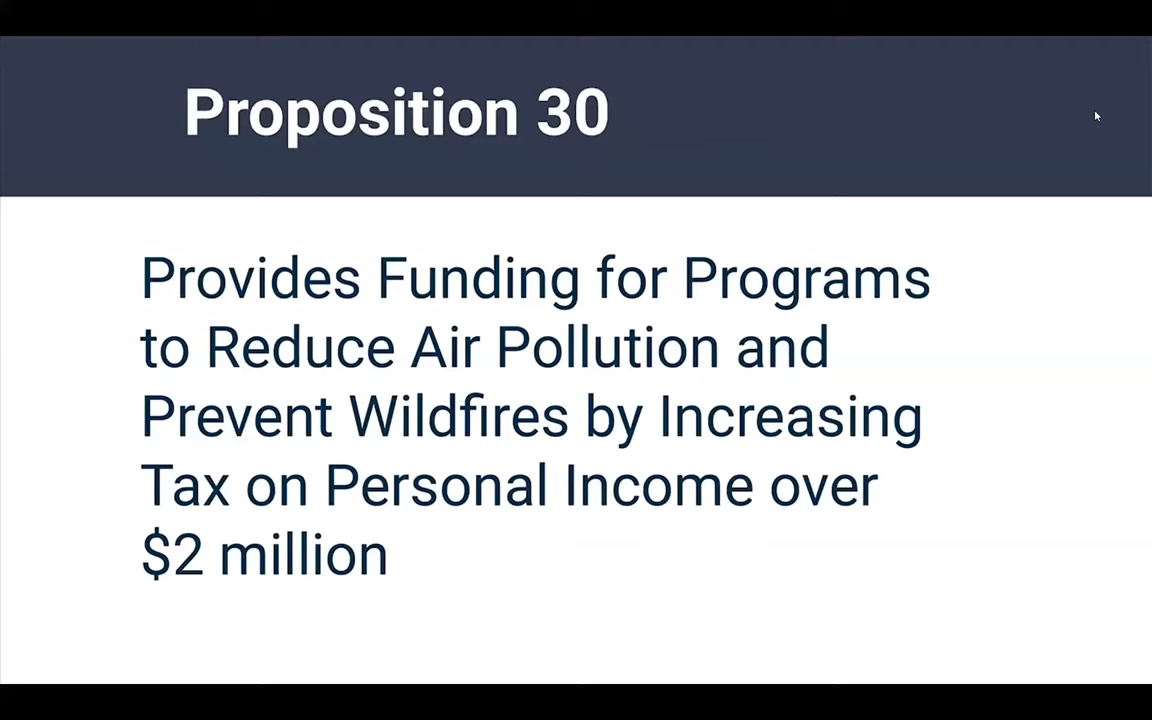 Proposition 30
Provides Funding for Programs
to Reduce Air Pollution and
Prevent Wildfires by Increasing
Tax on Personal Income over
$2 million